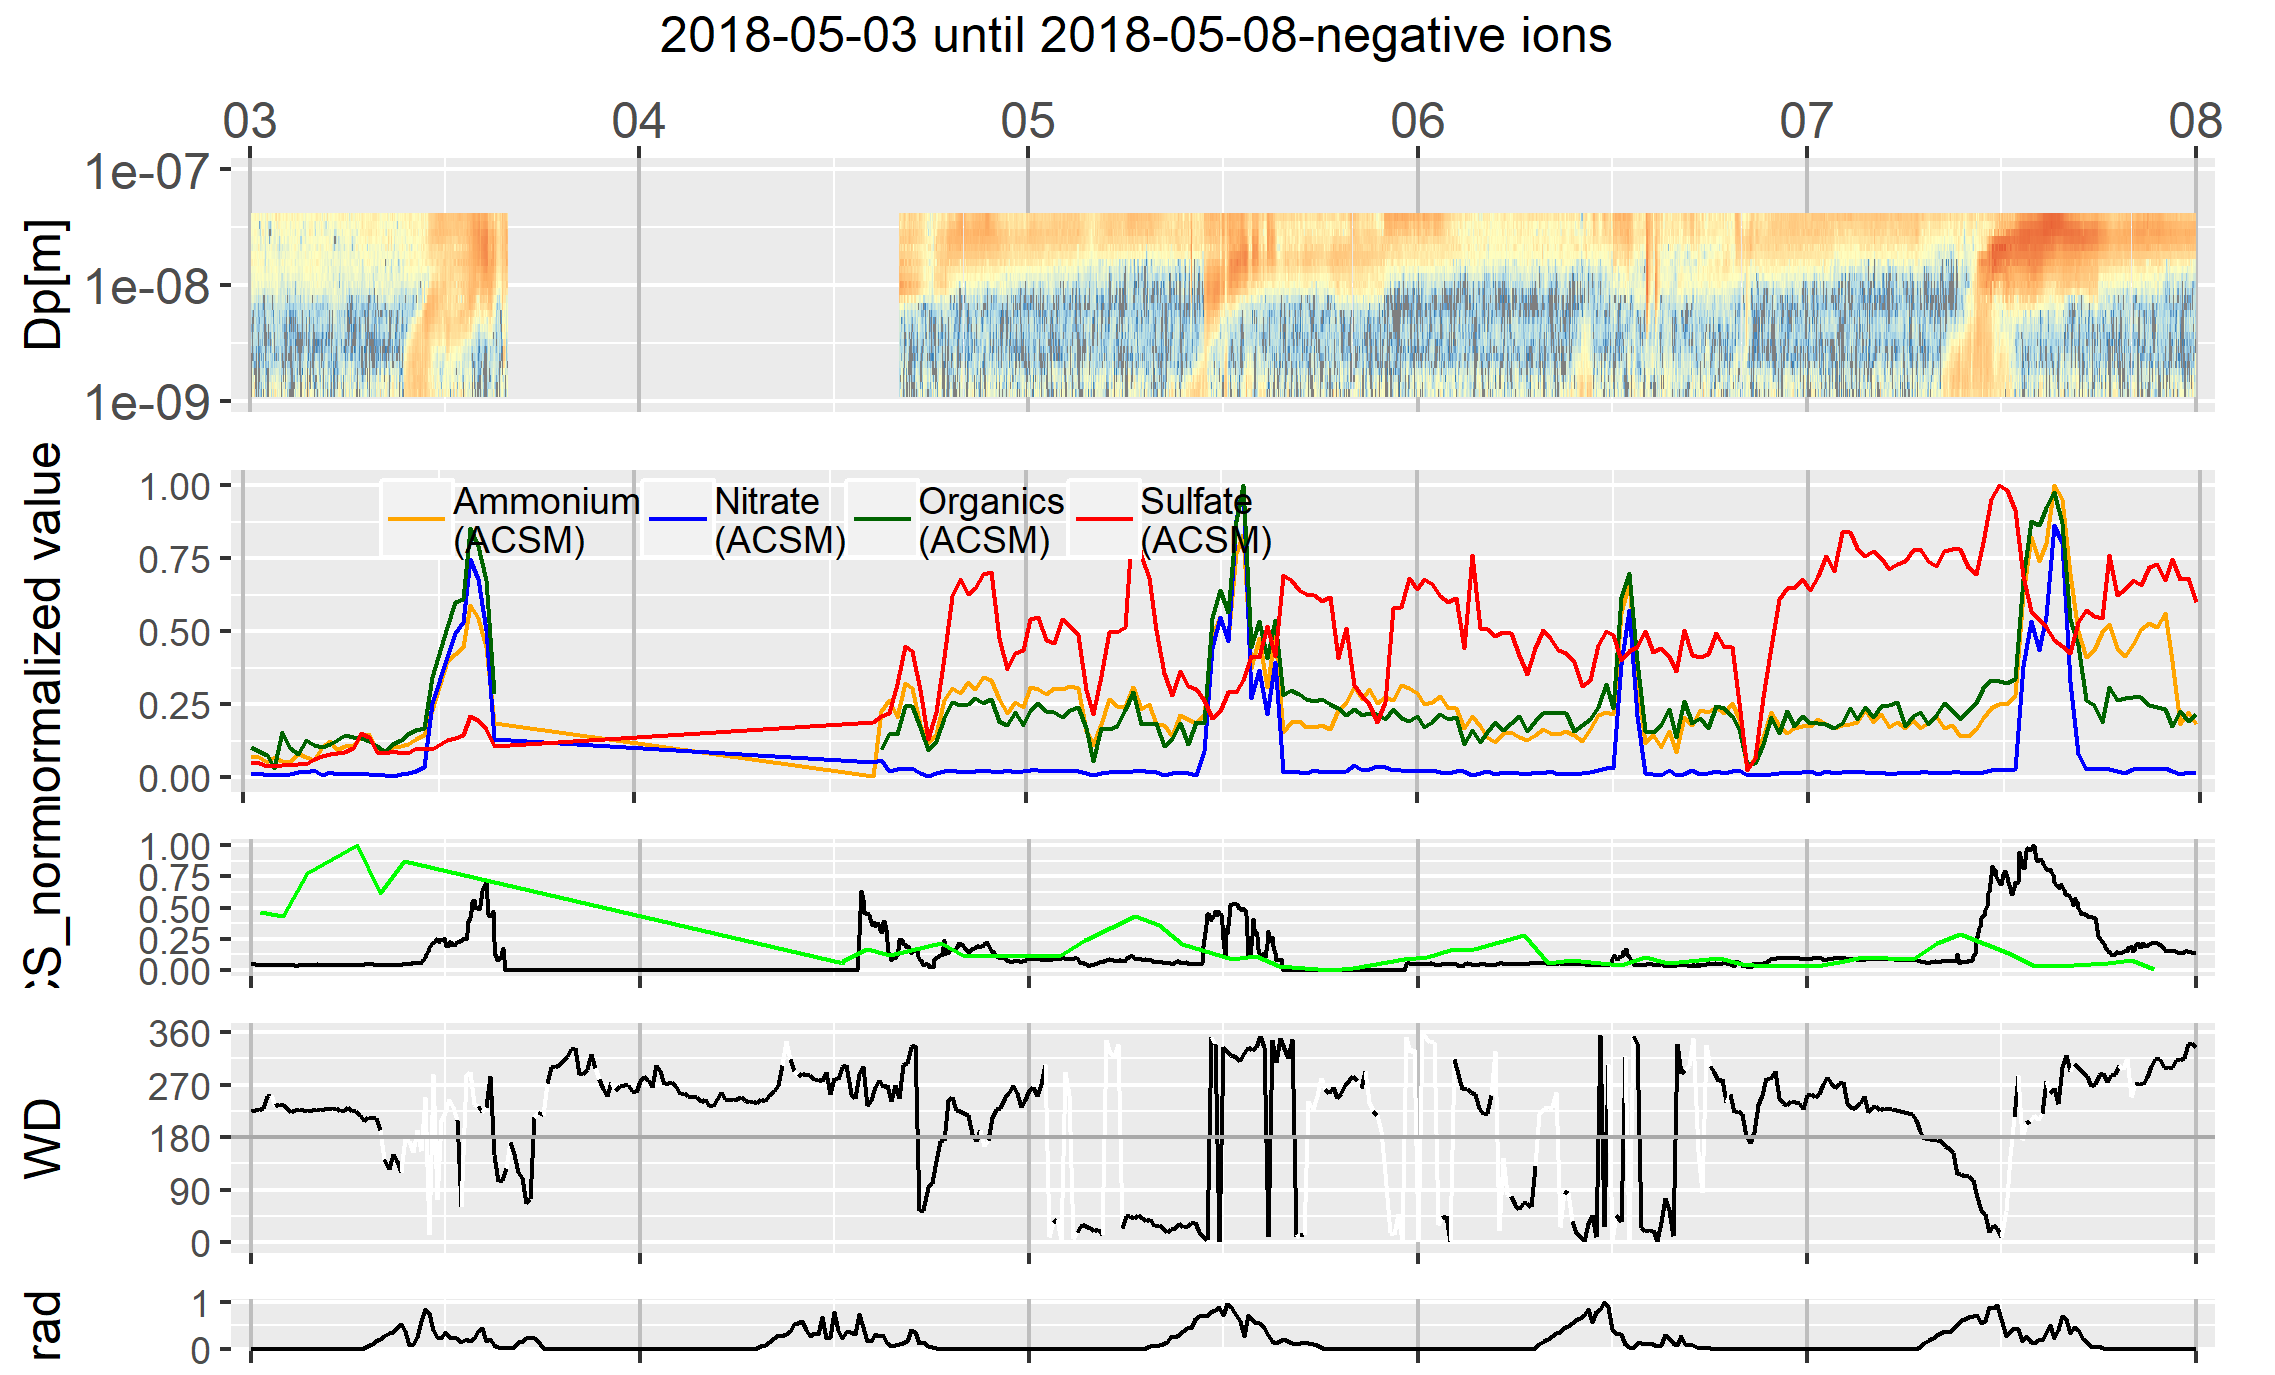 2018-05-03 until 2018-05-08-negative ions
03 04 05 06 07 08
1e-07
1e-08
1e-09
Dp[m]
Ammonium (ACSM)
Nitrate (ACSM)
Organics (ACSM)
Sulfate (ACSM)
1.00
0.75
0.50
0.25
0.00
normalized value
1.00
0.75
0.50
0.25
0.00
360
270
180
90
0
WD
1
0
rad